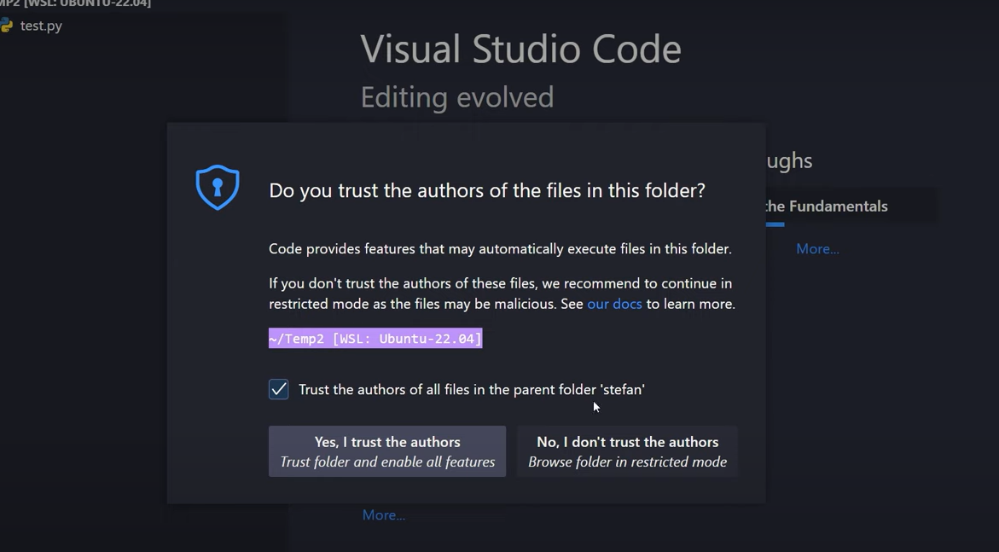 [WSL: UBUNTU-22.04]
test.py
Visual Studio Code
Editing evolved
ughs
Do you trust the authors of the files in this folder?
the Fundamentals
Code provides features that may automatically execute files in this folder.
More...
If you don't trust the authors of these files, we recommend to continue in
restricted mode as the files may be malicious. See our docs to learn more.
~/Temp2 [WSL: Ubuntu-22.04]
Trust the authors of all files in the parent folder 'stefan'
Yes, I trust the authors
Trust folder and enable all features
No, I don't trust the authors
Browse folder in restricted mode
More...